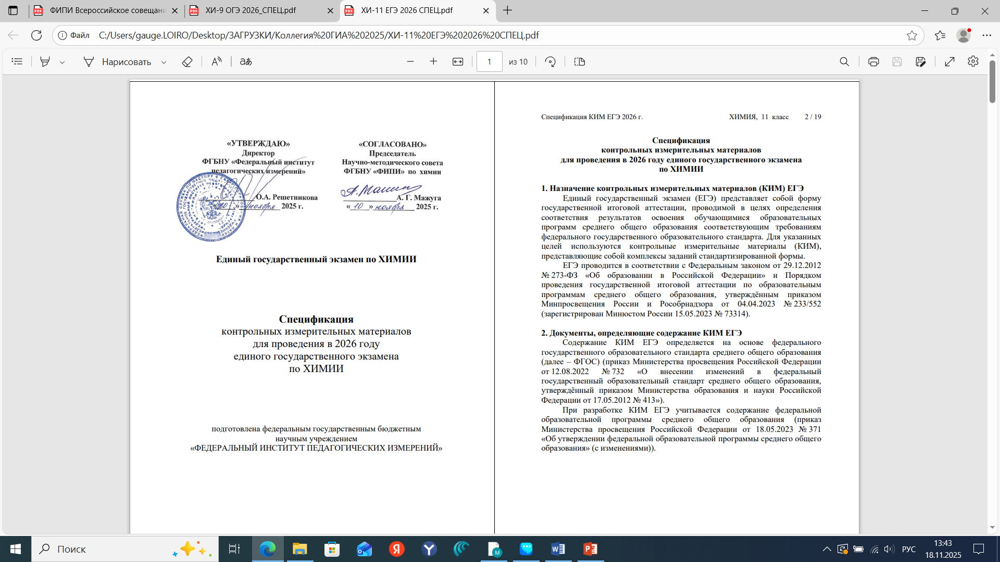 ФИПИ Всероссийское совещани
ХИ-9 ОГЭ 2026_СПЕЦ.pdf
ХИ-11 ЕГЭ 2026 СПЕЦ.pdf
Файл
C:/Users/gauge.LOIRO/Desktop/ЗАГРУЗКИ/Коллегия%20ГИА%202025/ХИ-11%20ЕГЭ%202026%20СПЕЦ.pdf
Нарисовать
1 из 10
«УТВЕРЖДАЮ»
Директор
ФГБНУ «Федеральный институт
педагогических измерений»
О.А. Решетникова
«10» ноября 2025 г.
«СОГЛАСОВАНО»
Председатель
Научно-методического совета
ФГБНУ «ФИПИ» по химии
А. Г. Мажуга
«10» ноября 2025 г.
Единый государственный экзамен по ХИМИИ
Спецификация
контрольных измерительных материалов
для проведения в 2026 году
единого государственного экзамена
по ХИМИИ
подготовлена федеральным государственным бюджетным
научным учреждением
«ФЕДЕРАЛЬНЫЙ ИНСТИТУТ ПЕДАГОГИЧЕСКИХ ИЗМЕРЕНИЙ»
Спецификация КИМ ЕГЭ 2026 г. ХИМИЯ, 11 класс 2 / 19
Спецификация
контрольных измерительных материалов
для проведения в 2026 году единого государственного экзамена
по ХИМИИ
1. Назначение контрольных измерительных материалов (КИМ) ЕГЭ
Единый государственный экзамен (ЕГЭ) представляет собой форму
государственной итоговой аттестации, проводимой в целях определения
соответствия результатов освоения обучающимися образовательных
программ среднего общего образования соответствующим требованиям
федерального государственного образовательного стандарта. Для указанных
целей используются контрольные измерительные материалы (КИМ),
представляющие собой комплексы заданий стандартизированной формы.
ЕГЭ проводится в соответствии с Федеральным законом от 29.12.2012
№ 273-ФЗ «Об образовании в Российской Федерации» и Порядком
проведения государственной итоговой аттестации по образовательным
программам среднего общего образования, утверждённым приказом
Минпросвещения России и Рособрнадзора от 04.04.2023 № 233/552
(зарегистрирован Минюстом России 15.05.2023 № 73314).
2. Документы, определяющие содержание КИМ ЕГЭ
Содержание КИМ ЕГЭ определяется на основе федерального
государственного образовательного стандарта среднего общего образования
(далее – ФГОС) (приказ Министерства просвещения Российской Федерации
от 12.08.2022 № 732 «О внесении изменений в федеральный
государственный образовательный стандарт среднего общего образования,
утверждённый приказом Министерства образования и науки Российской
Федерации от 17.05.2012 № 413»).
При разработке КИМ ЕГЭ учитывается содержание федеральной
образовательной программы среднего общего образования (приказ
Министерства просвещения Российской Федерации от 18.05.2023 № 371
«Об утверждении федеральной образовательной программы среднего общего
образования» (с изменениями)).
Поиск
РУС
13:43
18.11.2025